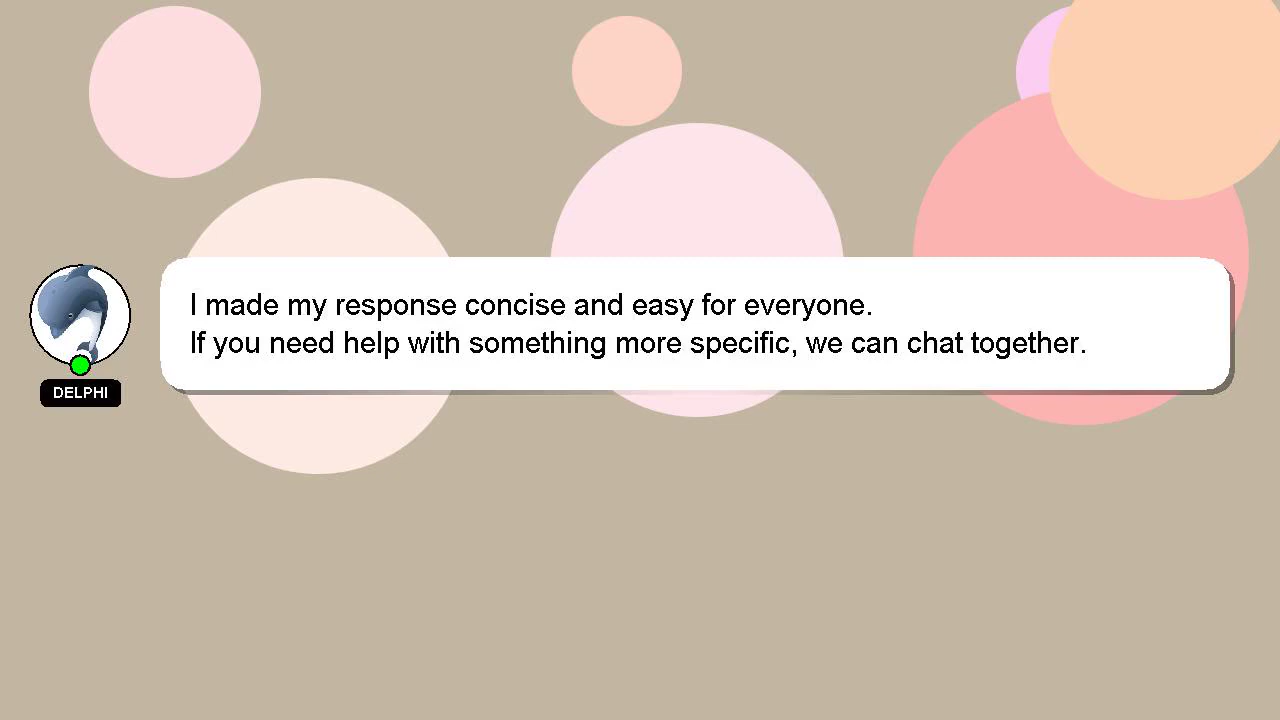 I made my response concise and easy for everyone.
If you need help with something more specific, we can chat together.
DELPHI